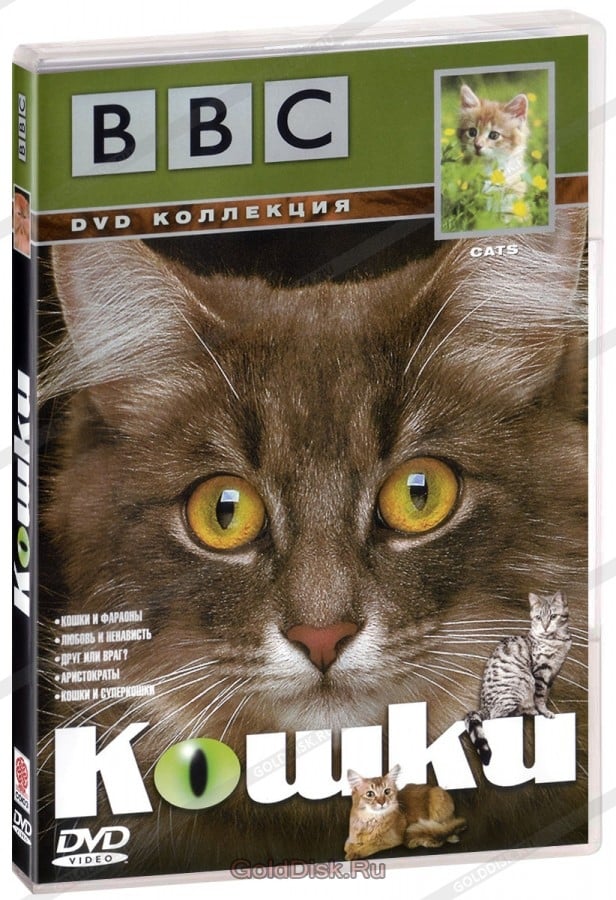 BBC
DVD КОЛЛЕКЦИЯ
CATS
• КОШКИ И ФАРАОНЫ
• ЛЮБОВЬ И НЕНАВИСТЬ
• ДРУГ ИЛИ ВРАГ?
• АРИСТОКРАТЫ
• КОШКИ И СУПЕРКОШКИ
Кошки
DVD
VIDEO
BBC
Кошки
DVD
GoldDisk.Ru